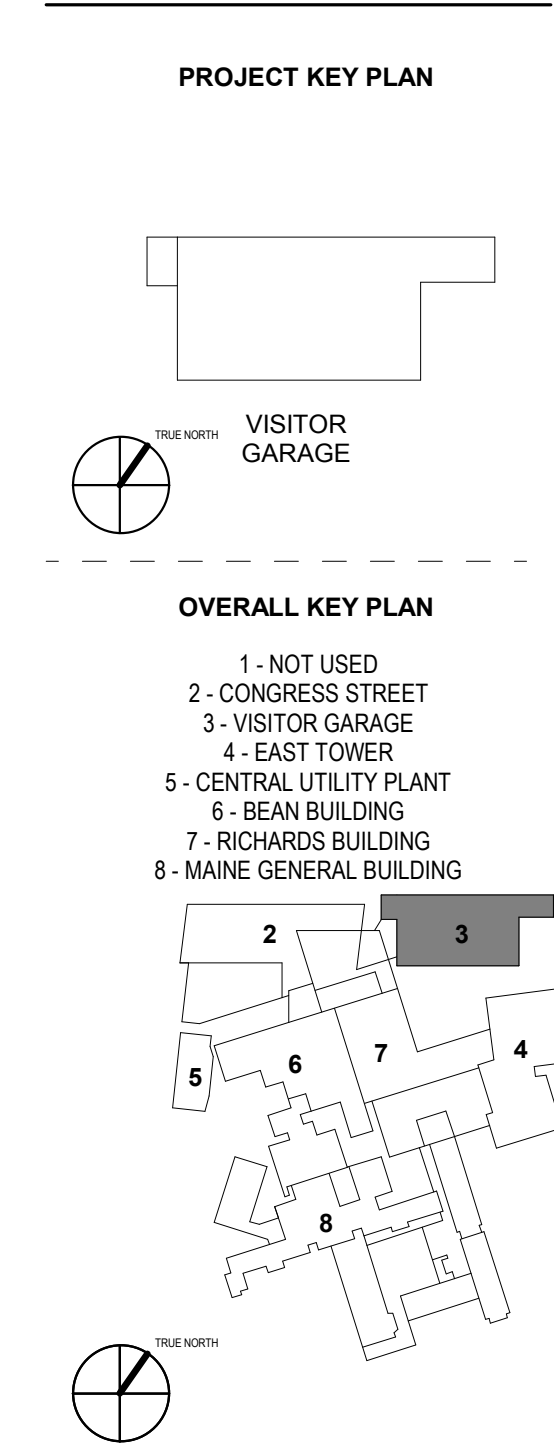 PROJECT KEY PLAN
VISITOR
GARAGE
TRUE NORTH
OVERALL KEY PLAN
1 - NOT USED
2 - CONGRESS STREET
3 - VISITOR GARAGE
4 - EAST TOWER
5 - CENTRAL UTILITY PLANT
6 - BEAN BUILDING
7 - RICHARDS BUILDING
8 - MAINE GENERAL BUILDING
2
3
4
7
6
5
8
TRUE NORTH